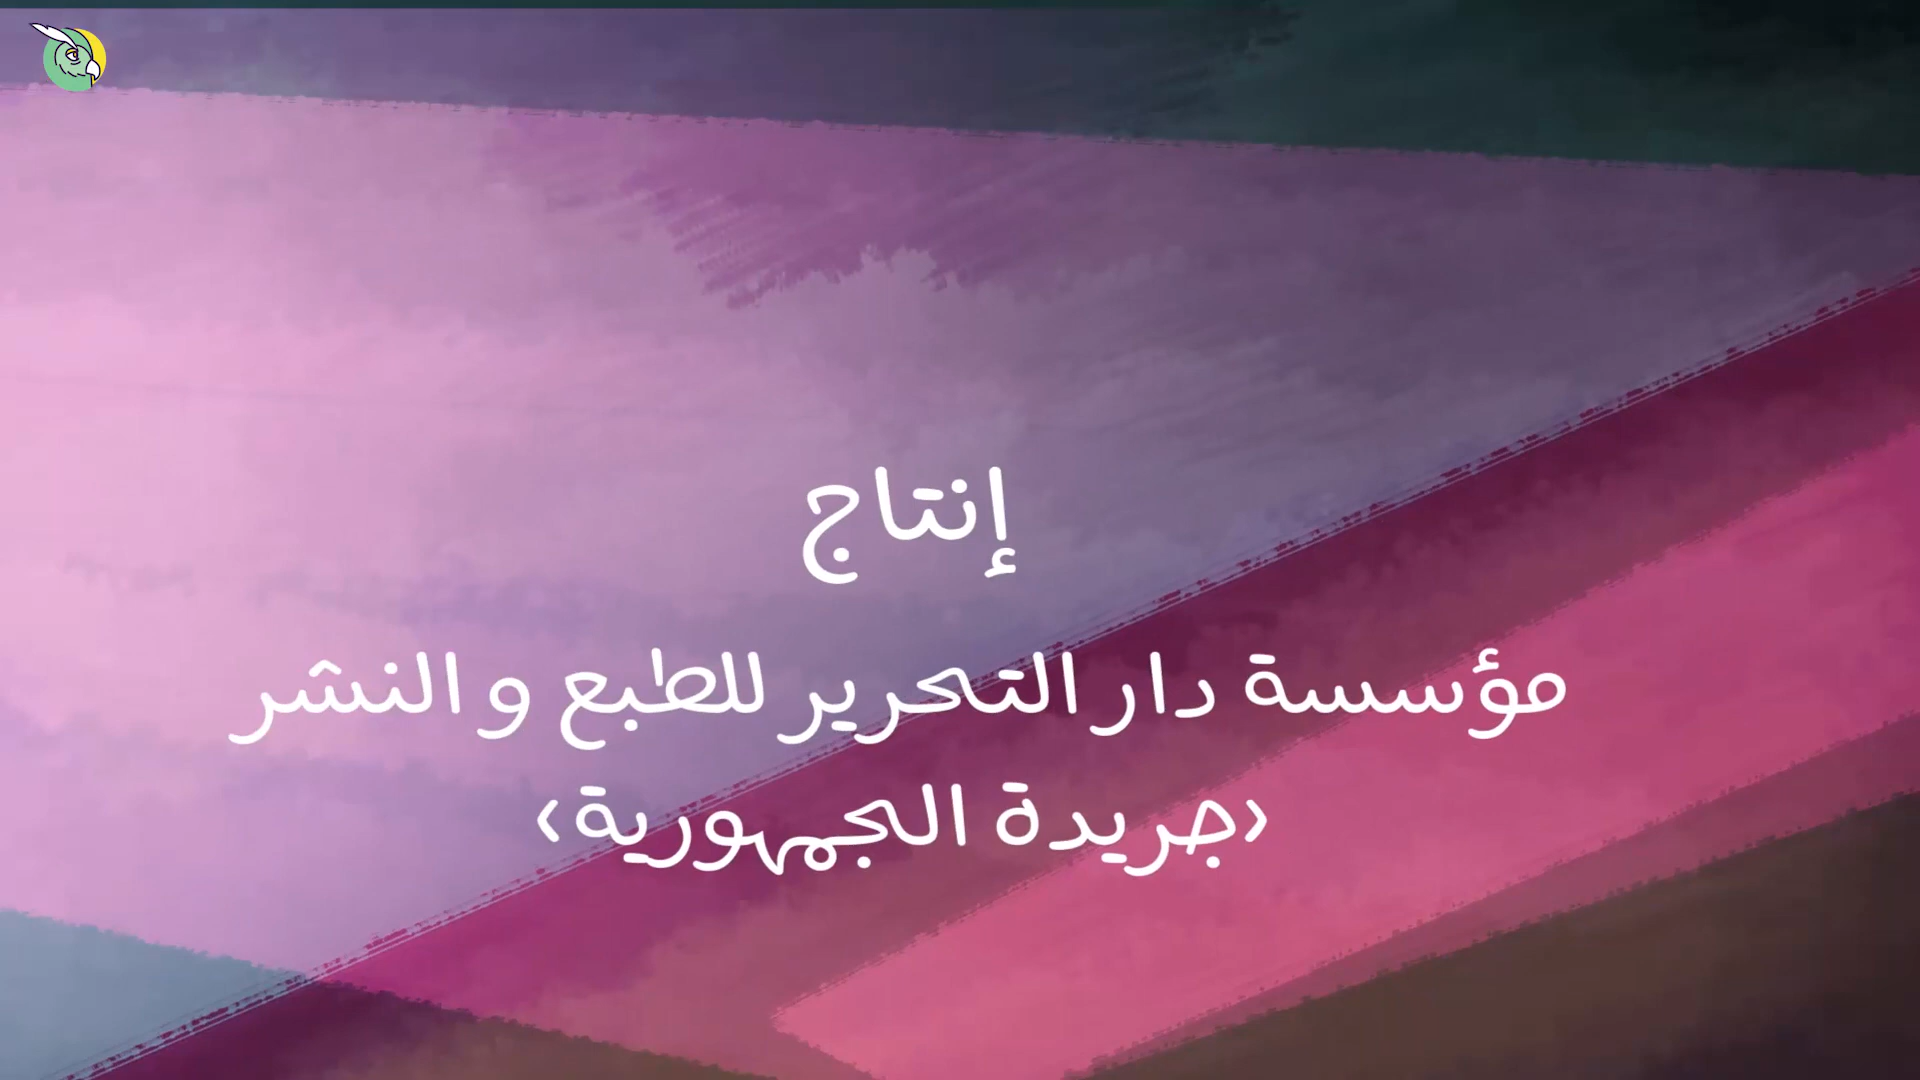 إنتاج
مؤسسة دار التحرير للطبع و النشر
‹جريدة الجمهورية›